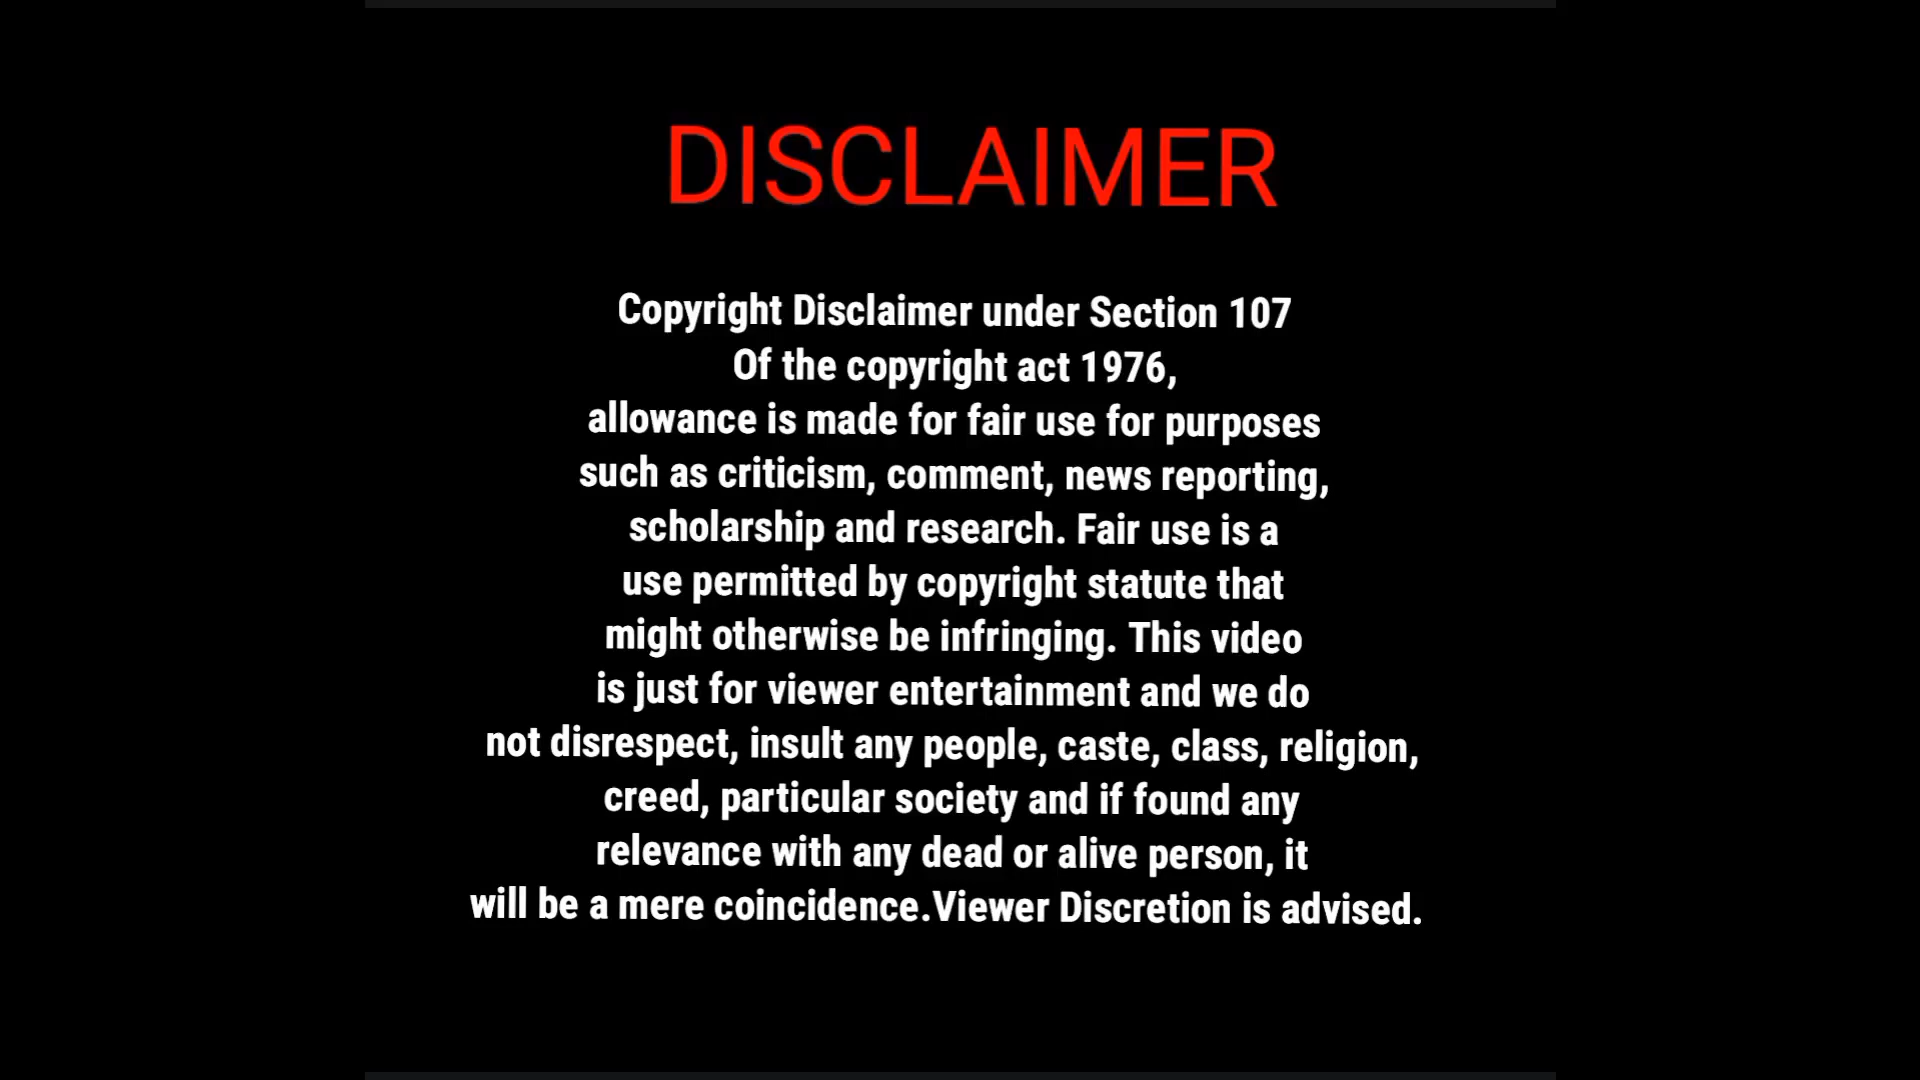 DISCLAIMER
Copyright Disclaimer under Section 107
Of the copyright act 1976,
allowance is made for fair use for purposes
such as criticism, comment, news reporting,
scholarship and research. Fair use is a
use permitted by copyright statute that
might otherwise be infringing. This video
is just for viewer entertainment and we do
not disrespect, insult any people, caste, class, religion,
creed, particular society and if found any
relevance with any dead or alive person, it
will be a mere coincidence.Viewer Discretion is advised.